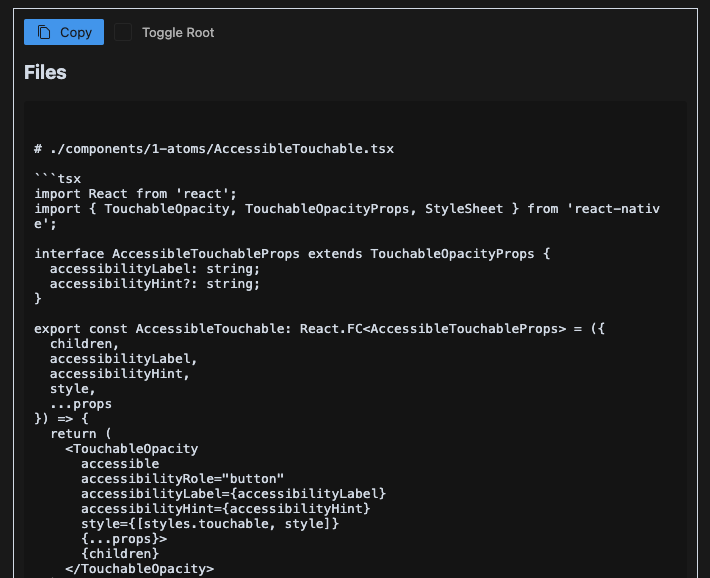 Copy
Toggle Root
Files
# ./components/1-atoms/AccessibleTouchable.tsx
```tsx
import React from 'react';
import { TouchableOpacity, TouchableOpacityProps, StyleSheet } from 'react-nativ
e';
interface AccessibleTouchableProps extends TouchableOpacityProps {
  accessibilityLabel: string;
  accessibilityHint?: string;
}
export const AccessibleTouchable: React.FC<AccessibleTouchableProps> = ({
  children,
  accessibilityLabel,
  accessibilityHint,
  style,
  ...props
}) => {
  return (
    <TouchableOpacity
      accessible
      accessibilityRole="button"
      accessibilityLabel={accessibilityLabel}
      accessibilityHint={accessibilityHint}
      style={[styles.touchable, style]}
      {...props}>
      {children}
    </TouchableOpacity>